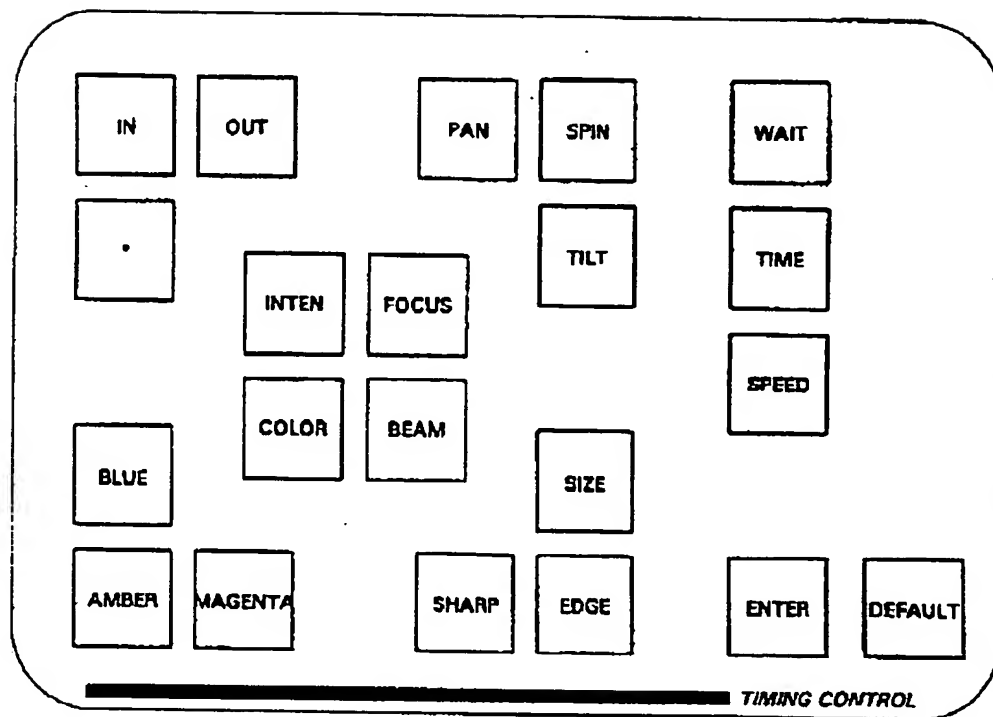 IN OUT PAN SPIN WAIT
• TILT TIME
INTEN FOCUS
SPEED
COLOR BEAM
BLUE SIZE
AMBER MAGENTA SHARP EDGE ENTER DEFAULT
TIMING CONTROL